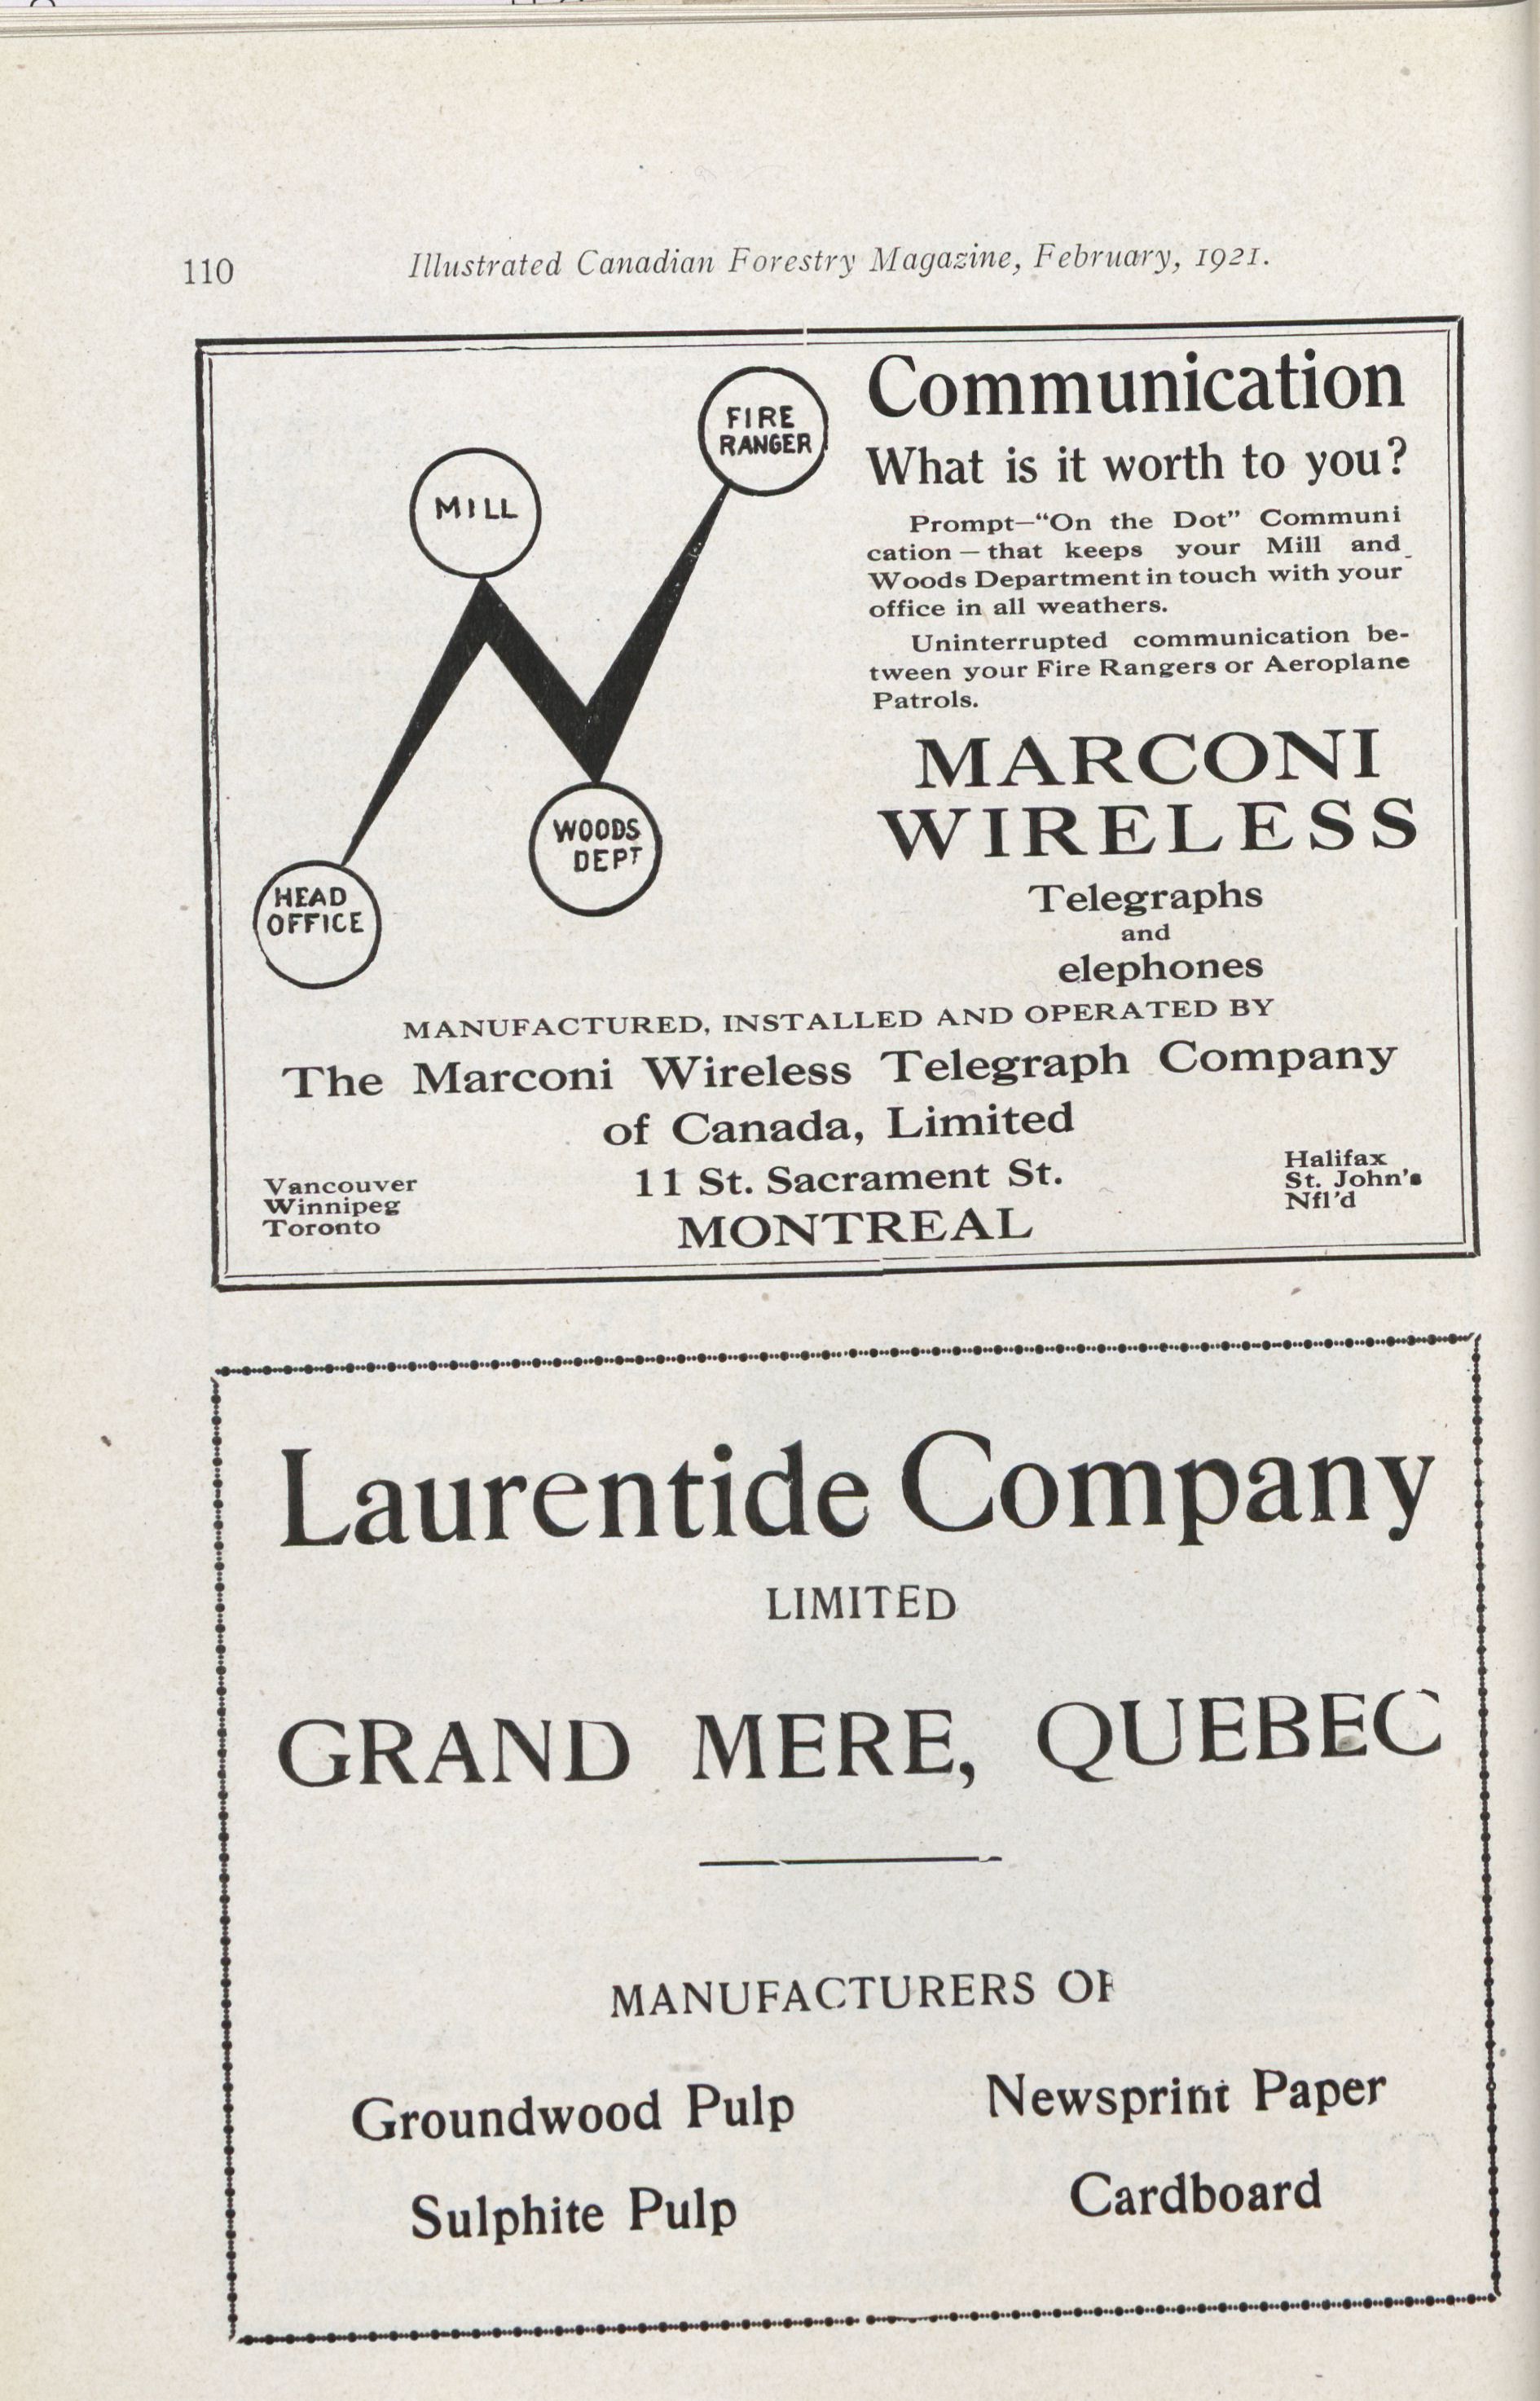 110
Illustrated Canadian Forestry Magazine, February, 1921.
FIRE
RANGER
MILL
WOODS
DEPT
HEAD
OFFICE
Communication
What is it worth to you?
Prompt—“On the Dot” Communi
cation — that keeps your Mill and
Woods Department in touch with your
office in all weathers.
Uninterrupted communication be-
tween your Fire Rangers or Aeroplane
Patrols.
MARCONI
WIRELESS
Telegraphs
and
elephones
MANUFACTURED, INSTALLED AND OPERATED BY
The Marconi Wireless Telegraph Company
of Canada, Limited
11 St. Sacrament St.
MONTREAL
Vancouver
Winnipeg
Toronto
Halifax
St. John's
Nfl'd
Laurentide Company
LIMITED
GRAND MERE, QUEBEC
MANUFACTURERS OF
Groundwood Pulp
Newsprint Paper
Sulphite Pulp
Cardboard